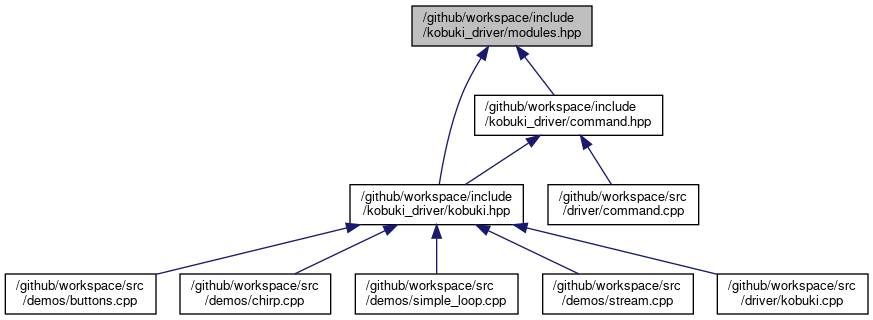 /github/workspace/include
/kobuki_driver/modules.hpp
/github/workspace/include
/kobuki_driver/command.hpp
/github/workspace/include
/kobuki_driver/kobuki.hpp
/github/workspace/src
/driver/command.cpp
/github/workspace/src
/demos/buttons.cpp
/github/workspace/src
/demos/chirp.cpp
/github/workspace/src
/demos/simple_loop.cpp
/github/workspace/src
/demos/stream.cpp
/github/workspace/src
/driver/kobuki.cpp